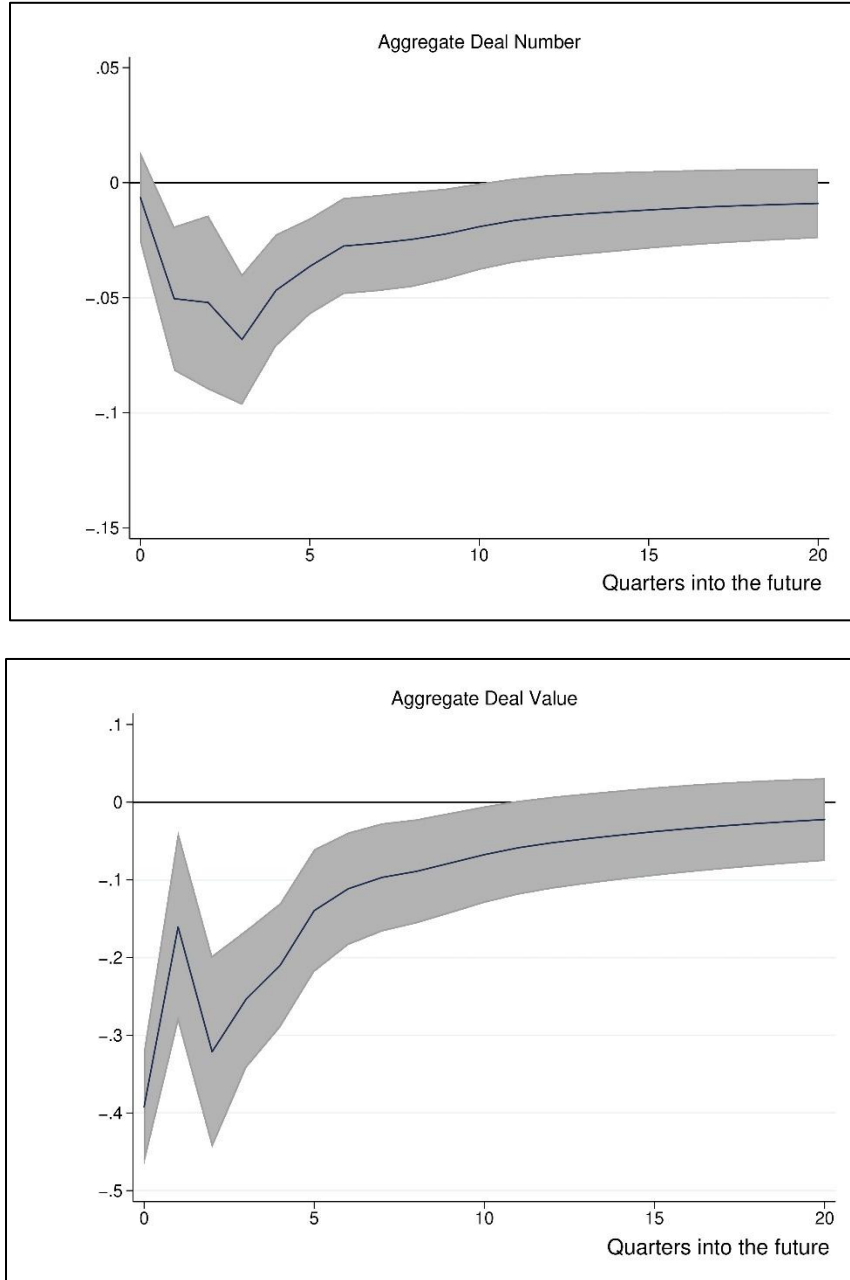 Aggregate Deal Number
.05
0
-.05
-.1
-.15
0 5 10 15 20
Quarters into the future
Aggregate Deal Value
.1
0
-.1
-.2
-.3
-.4
-.5
0 5 10 15 20
Quarters into the future